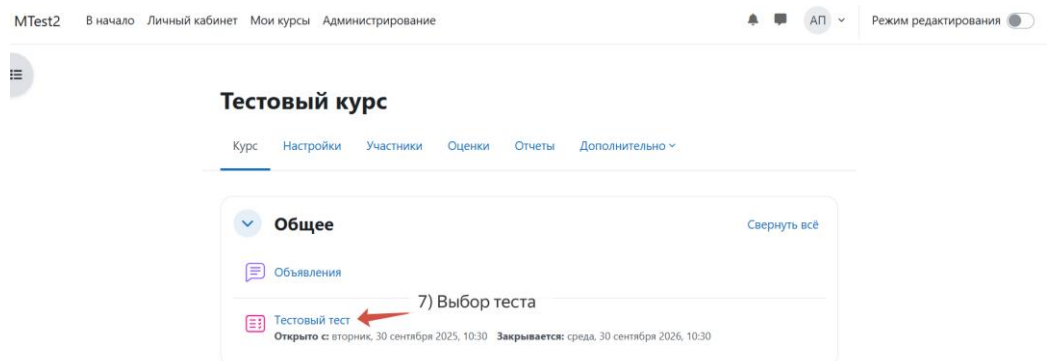 MTest2 В начало Личный кабинет Мои курсы Администрирование АП Режим редактирования
Тестовый курс
Курс Настройки Участники Оценки Отчеты Дополнительно
Общее Свернуть всё
Объявления
7) Выбор теста
Тестовый тест
Открыто с: вторник, 30 сентября 2025, 10:30 Закрывается: среда, 30 сентября 2026, 10:30